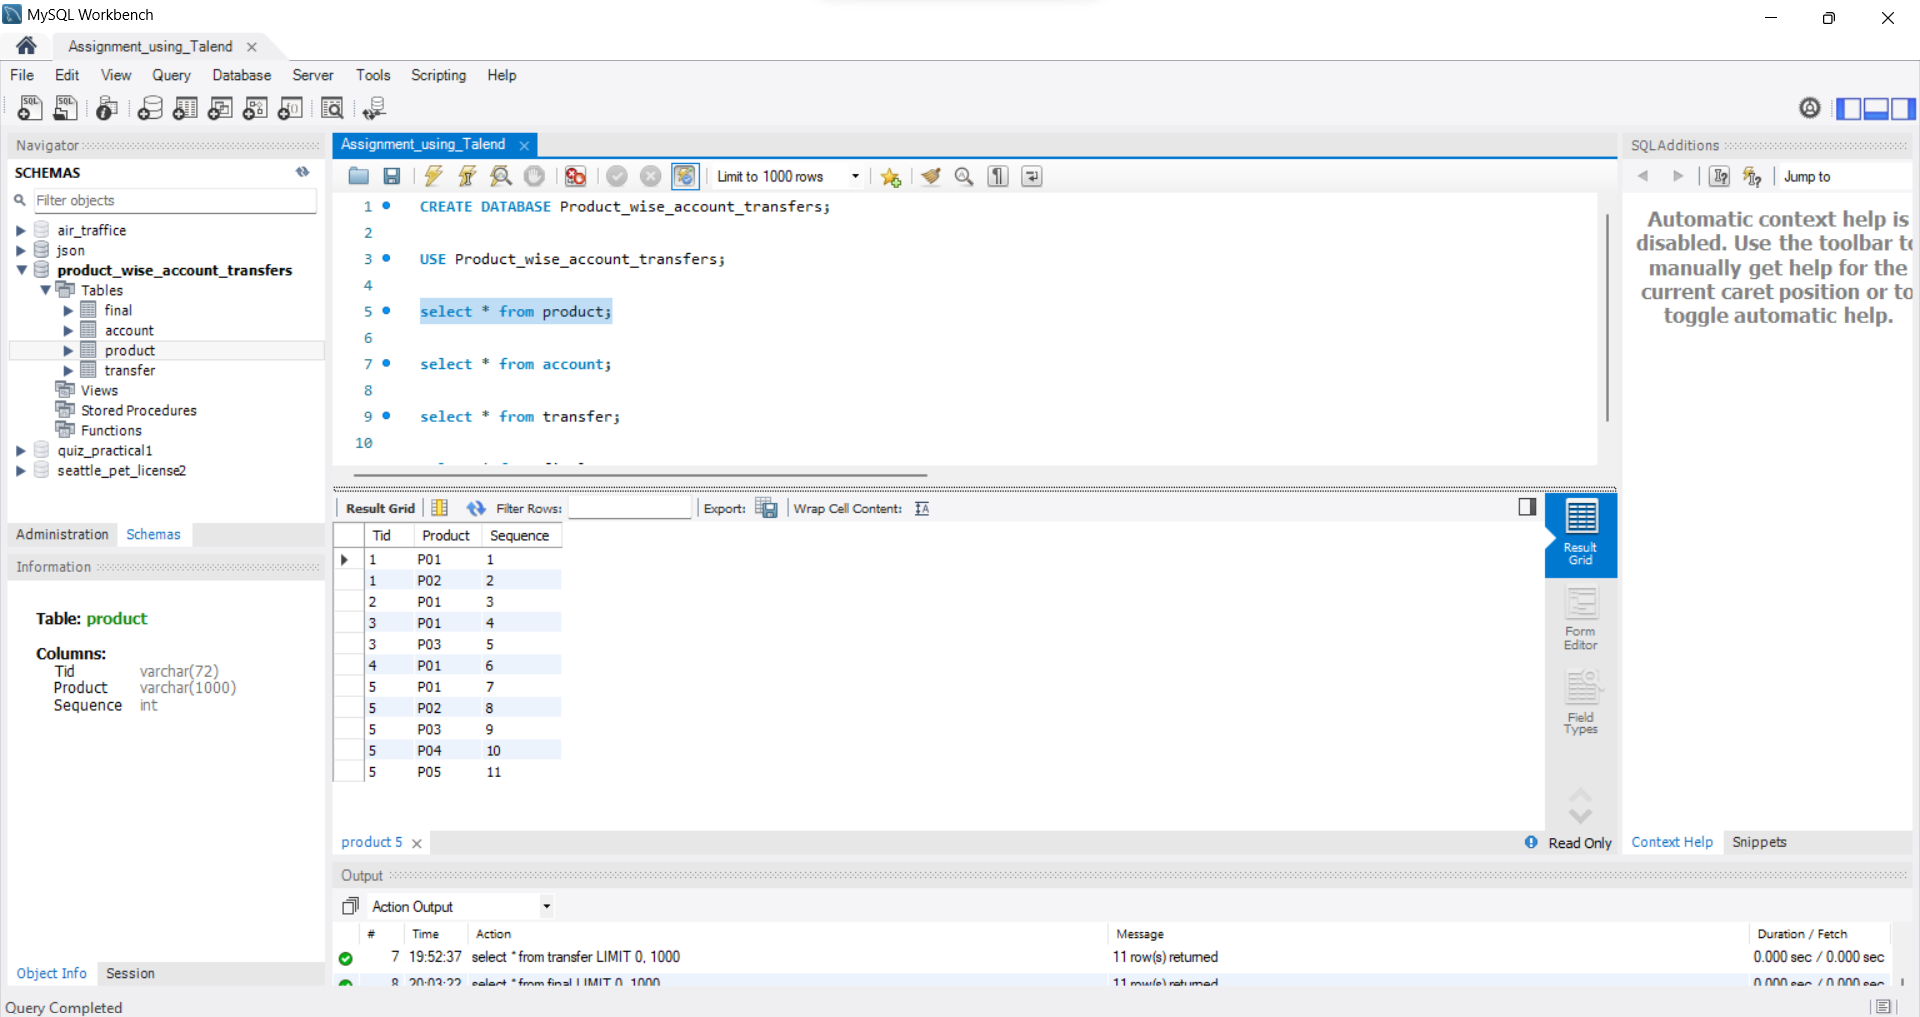 MySQL Workbench
Assignment_using_Talend
File Edit View Query Database Server Tools Scripting Help
Navigator
SCHEMAS
Filter objects
air_traffice
json
product_wise_account_transfers
Tables
final
account
product
transfer
Views
Stored Procedures
Functions
quiz_practical1
seattle_pet_license2
Administration Schemas
Information
Table: product
Columns:
Tid varchar(72)
Product varchar(1000)
Sequence int
Object Info Session
Query Completed
Assignment_using_Talend
Limit to 1000 rows
1 CREATE DATABASE Product_wise_account_transfers;
2
3 USE Product_wise_account_transfers;
4
5 select * from product;
6
7 select * from account;
8
9 select * from transfer;
10
Result Grid Filter Rows: Export: Wrap Cell Content:
Tid Product Sequence
1 P01 1
1 P02 2
2 P01 3
3 P01 4
3 P03 5
4 P01 6
5 P01 7
5 P02 8
5 P03 9
5 P04 10
5 P05 11
Result
Grid
Form
Editor
Field
Types
product 5
Read Only
Output
Action Output
# Time Action Message Duration / Fetch
7 19:52:37 select * from transfer LIMIT 0, 1000 11 row(s) returned 0.000 sec / 0.000 sec
8 20:03:22 select * from final LIMIT 0, 1000 11 row(s) returned 0.000 sec / 0.000 sec
SQLAdditions
Jump to
Automatic context help is
disabled. Use the toolbar to
manually get help for the
current caret position or to
toggle automatic help.
Context Help Snippets